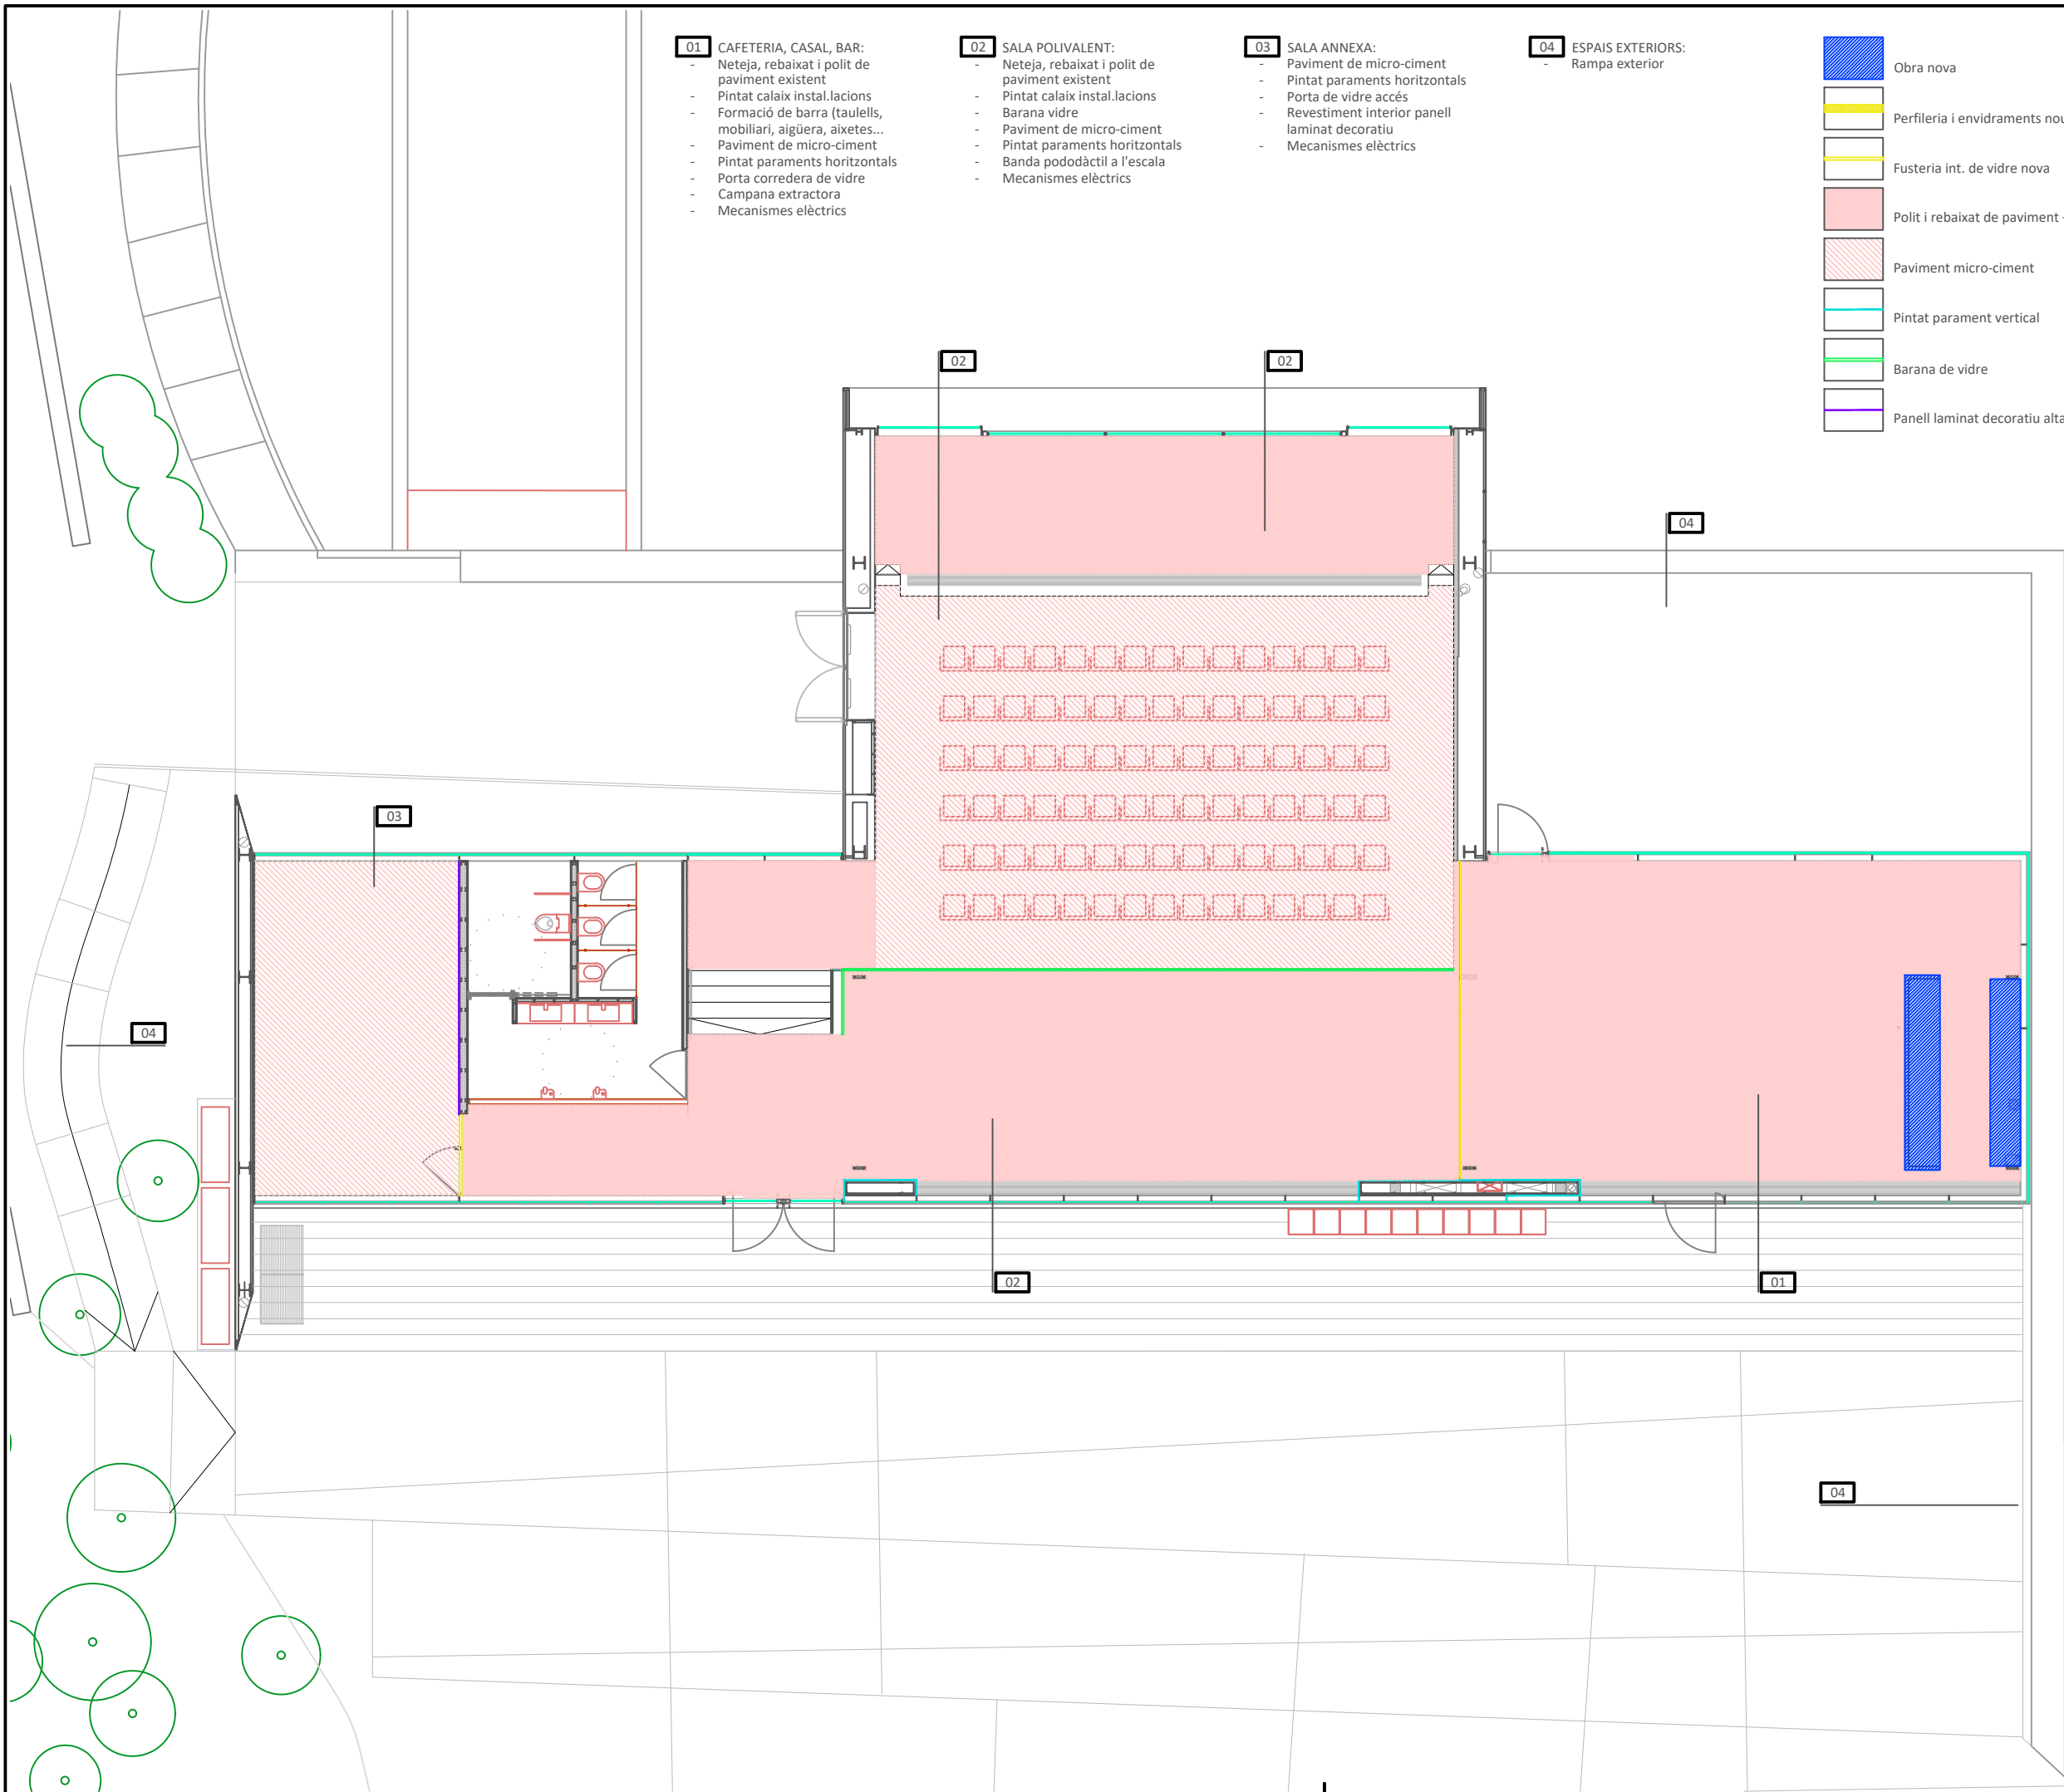 01 CAFETERIA, CASAL, BAR:
- Neteja, rebaixat i polit de
paviment existent
- Pintat calaix instal.lacions
- Formació de barra (taulells,
mobiliari, aigüera, aixetes...
- Paviment de micro-ciment
- Pintat paraments horitzontals
- Porta corredera de vidre
- Campana extractora
- Mecanismes elèctrics
02 SALA POLIVALENT:
- Neteja, rebaixat i polit de
paviment existent
- Pintat calaix instal.lacions
- Barana vidre
- Paviment de micro-ciment
- Pintat paraments horitzontals
- Banda pododàctil a l'escala
- Mecanismes elèctrics
03 SALA ANNEXA:
- Paviment de micro-ciment
- Pintat paraments horitzontals
- Porta de vidre accés
- Revestiment interior panell
laminat decoratiu
- Mecanismes elèctrics
04 ESPAIS EXTERIORS:
- Rampa exterior
Obra nova
Perfileria i envidraments nou
Fusteria int. de vidre nova
Polit i rebaixat de paviment
Paviment micro-ciment
Pintat parament vertical
Barana de vidre
Panell laminat decoratiu alta
02
02
04
03
04
02
01
04